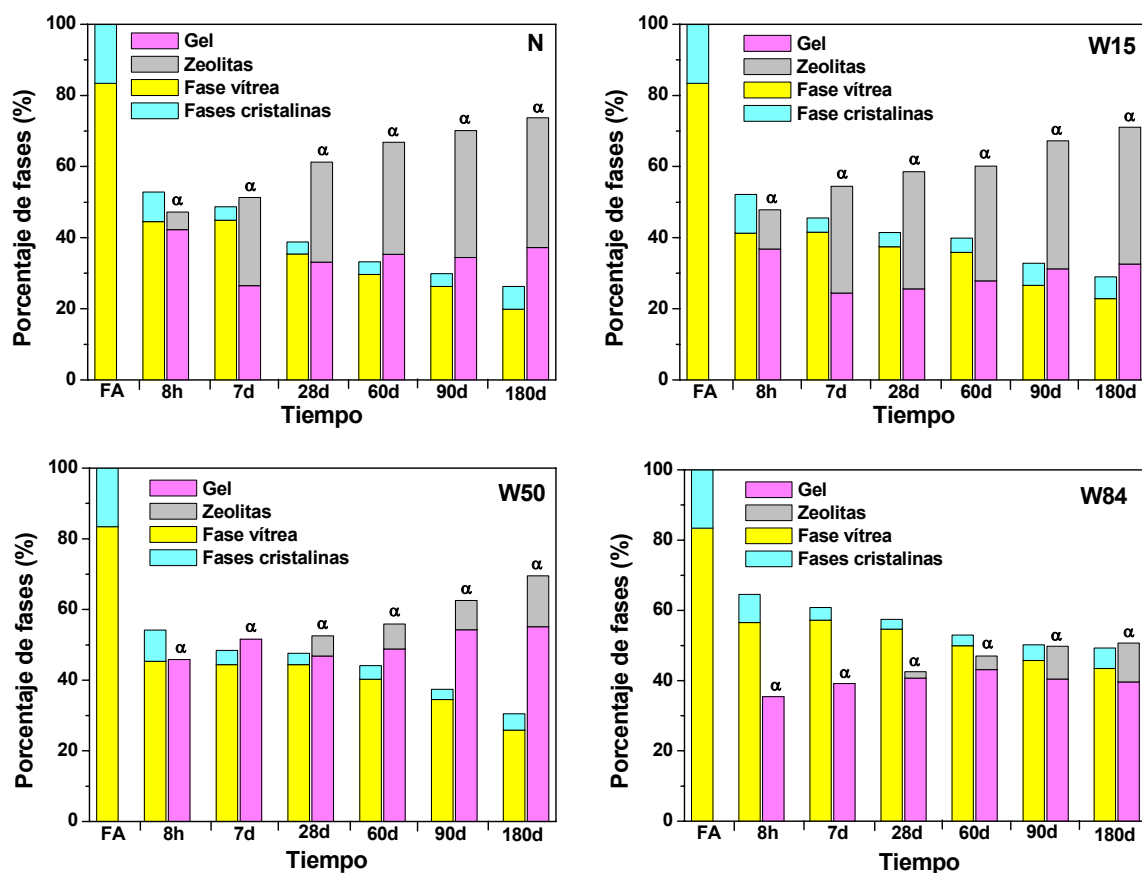 N
Gel
Zeolitas
Fase vítrea
Fases cristalinas
Porcentaje de fases (%)
100
80
60
40
20
0
α α α α α α
FA 8h 7d 28d 60d 90d 180d
Tiempo
W15
Gel
Zeolitas
Fase vítrea
Fase cristalinas
Porcentaje de fases (%)
100
80
60
40
20
0
α α α α α α
FA 8h 7d 28d 60d 90d 180d
Tiempo
W50
Gel
Zeolitas
Fase vítrea
Fases cristalinas
Porcentaje de fases (%)
100
80
60
40
20
0
α α α α α α
FA 8h 7d 28d 60d 90d 180d
Tiempo
W84
Gel
Zeolitas
Fase vítrea
Fases cristalinas
Porcentaje de fases (%)
100
80
60
40
20
0
α α α α α α
FA 8h 7d 28d 60d 90d 180d
Tiempo